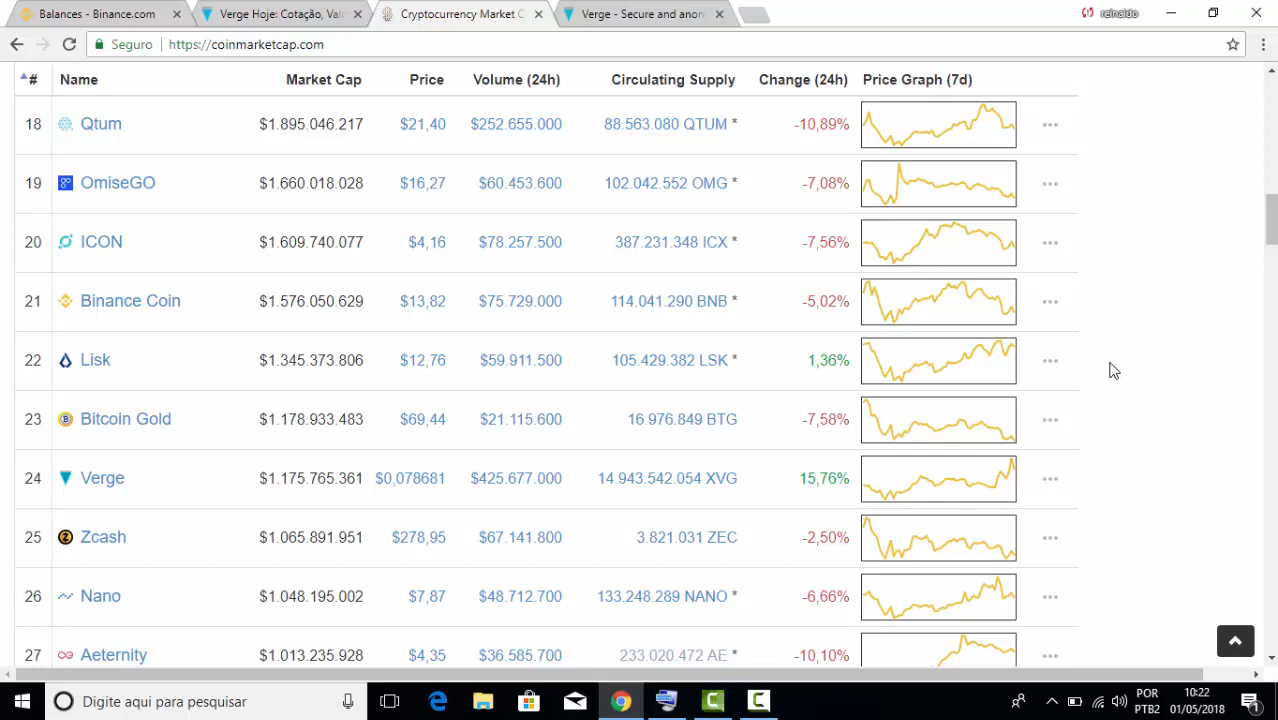 Balances - Binance.com
Verge Hoje: Cotação, Val
Cryptocurrency Market C
Verge - Secure and anon
reinaldo
Seguro https://coinmarketcap.com
# Name Market Cap Price Volume (24h) Circulating Supply Change (24h) Price Graph (7d)
18 Qtum $1.895.046.217 $21,40 $252.655.000 88.563.080 QTUM * -10,89%
19 OmiseGO $1.660.018.028 $16,27 $60.453.600 102.042.552 OMG * -7,08%
20 ICON $1.609.740.077 $4,16 $78.257.500 387.231.348 ICX * -7,56%
21 Binance Coin $1.576.050.629 $13,82 $75.729.000 114.041.290 BNB * -5,02%
22 Lisk $1.345.373.806 $12,76 $59.911.500 105.429.382 LSK * 1,36%
23 Bitcoin Gold $1.178.933.483 $69,44 $21.115.600 16.976.849 BTG -7,58%
24 Verge $1.175.765.361 $0,078681 $425.677.000 14.943.542.054 XVG 15,76%
25 Zcash $1.065.891.951 $278,95 $67.141.800 3.821.031 ZEC -2,50%
26 Nano $1.048.195.002 $7,87 $48.712.700 133.248.289 NANO * -6,66%
27 Aeternity $1.013.235.928 $4,35 $36.585.700 233.020.472 AE * -10,10%
Digite aqui para pesquisar
POR 10:22
PTB2 01/05/2018
1